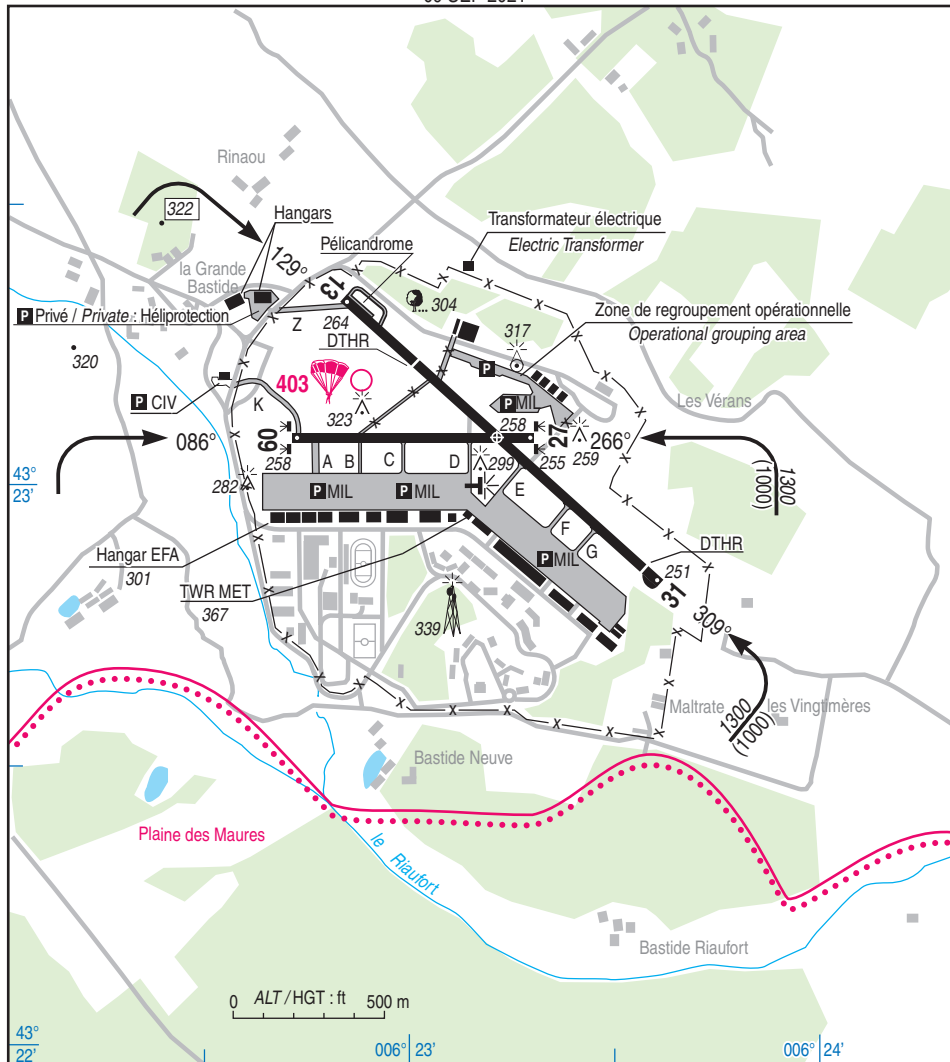 Rinaou
322
Hangars
Transformateur électrique
Electric Transformer
Pélicandrome
129°
la Grande
Bastide
13
304
P Privé / Private : Héliprotection
Z
264
DTHR
317
Zone de regroupement opérationnelle
Operational grouping area
320
403
P
P CIV
K
323
P MIL
Les Vérans
258
086°
09
27
266°
258
255
259
1300
(1000)
43°
23'
282
A
B
C
D
299
E
P MIL
P MIL
F
G
P MIL
DTHR
Hangar EFA
301
251
31
TWR MET
367
309°
339
1300
(1000)
Maltrate
les Vingtimères
Bastide Neuve
Plaine des Maures
le Riaufort
Bastide Riaufort
0 ALT / HGT : ft 500 m
43°
22'
006° 23'
006° 24'